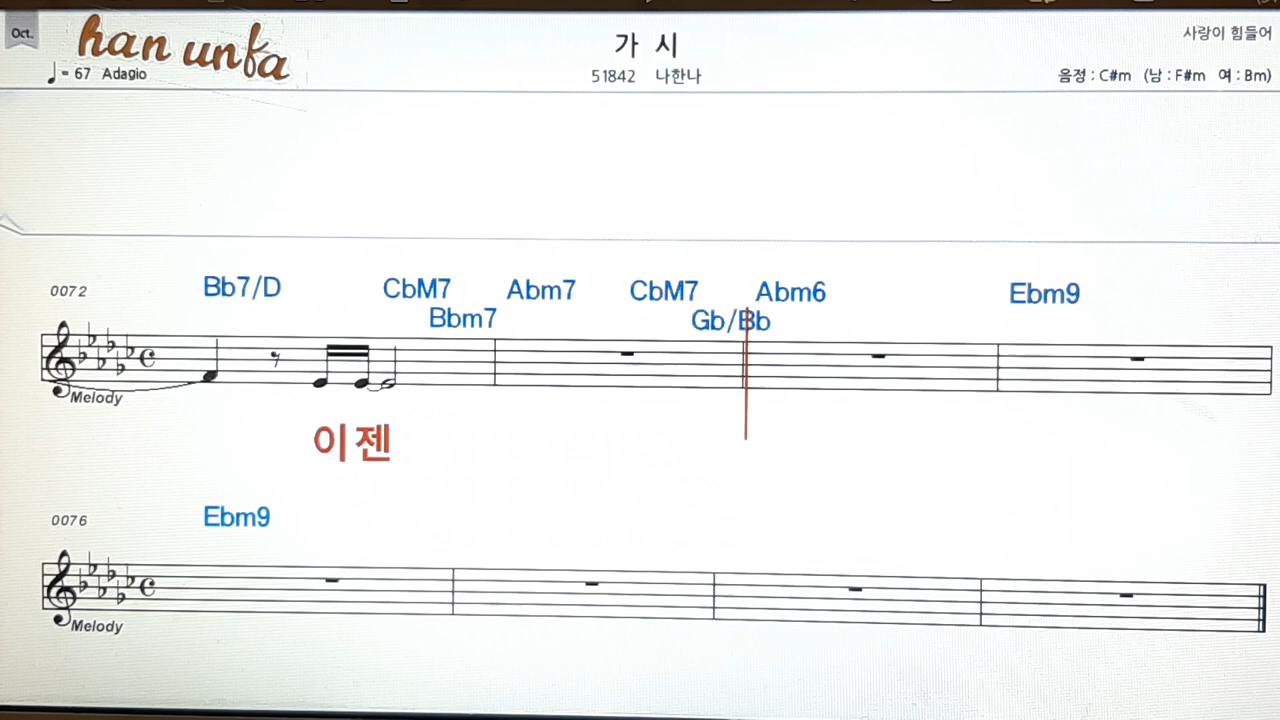 Oct.
han unfa
가 시
사랑이 힘들어
♩= 67 Adagio
51842 나한나
음정 : C#m (남 : F#m 여 : Bm)
0072
Bb7/D CbM7 Abm7 CbM7 Abm6 Ebm9
Bbm7 Gb/Bb
Melody
이 젠
0076
Ebm9
Melody